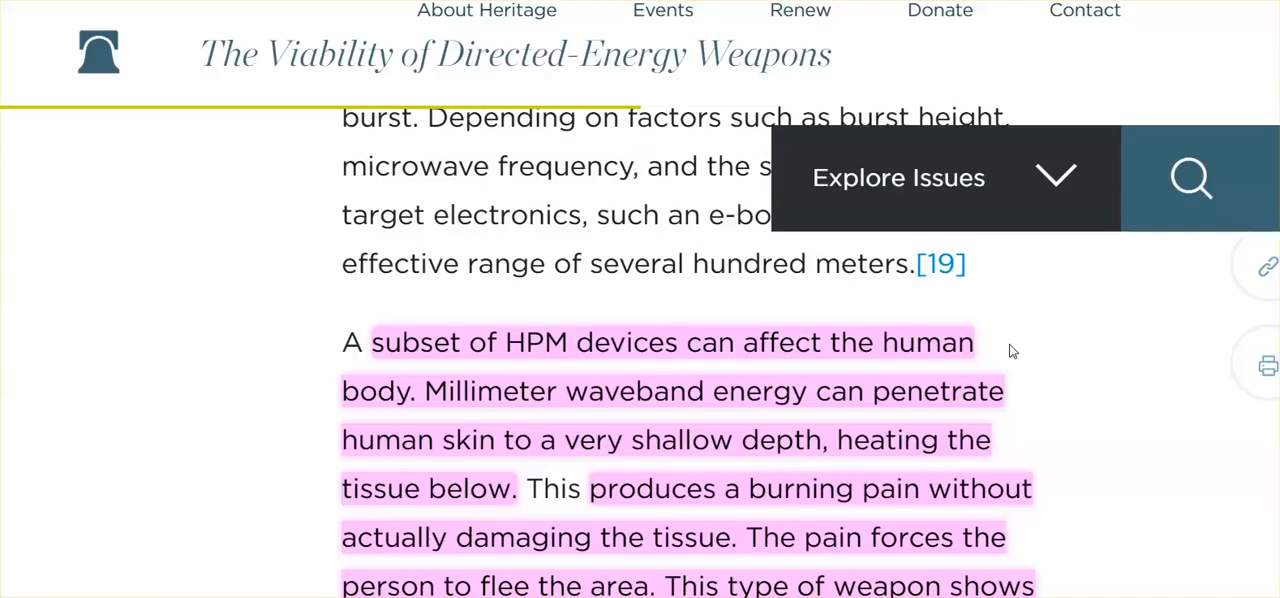 About Heritage Events Renew Donate Contact
The Viability of Directed-Energy Weapons
burst. Depending on factors such as burst height,
microwave frequency, and the s
Explore Issues
target electronics, such an e-bo
effective range of several hundred meters.[19]
A subset of HPM devices can affect the human
body. Millimeter waveband energy can penetrate
human skin to a very shallow depth, heating the
tissue below. This produces a burning pain without
actually damaging the tissue. The pain forces the
person to flee the area. This type of weapon shows